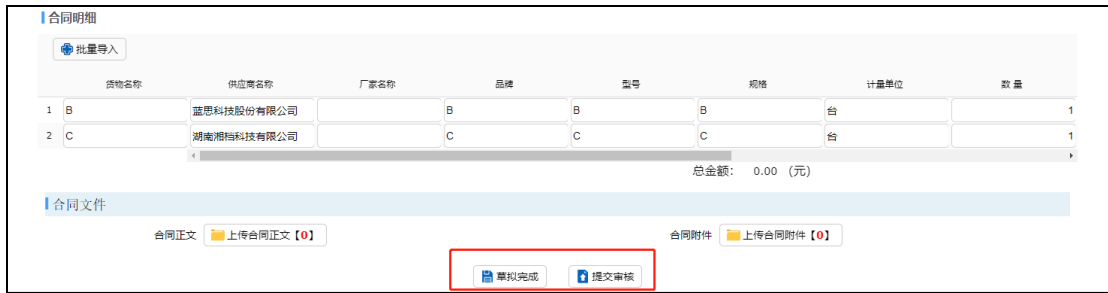 合同明细
批量导入
货物名称 供应商名称 厂家名称 品牌 型号 规格 计量单位 数 量
1 B 蓝思科技股份有限公司 B B B 台 1
2 C 湖南湘档科技有限公司 C C C 台 1
总金额： 0.00 （元）
合同文件
合同正文 上传合同正文【0】 合同附件 上传合同附件【0】
草拟完成 提交审核